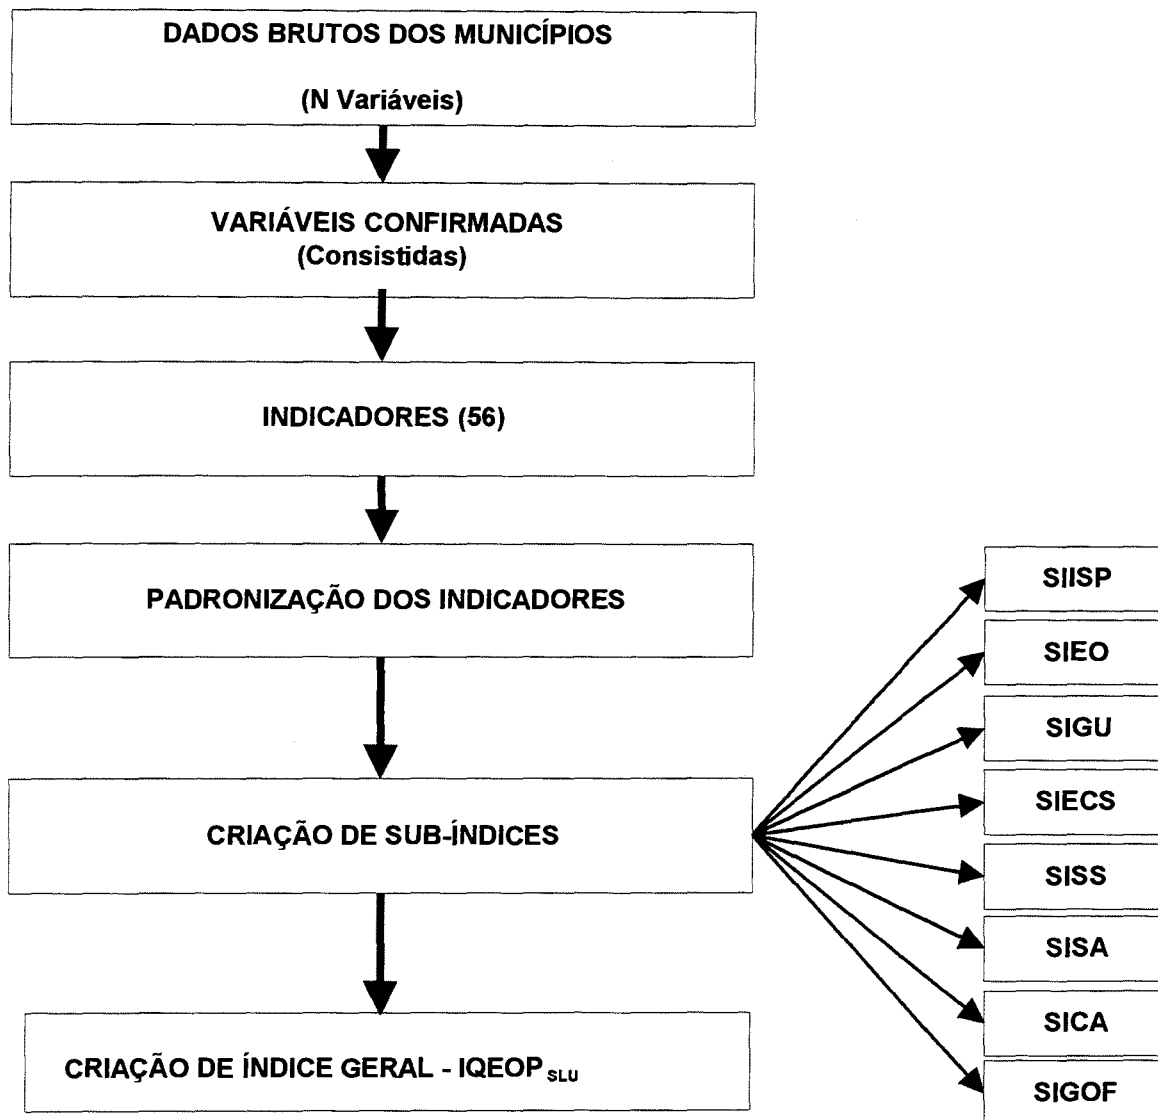 DADOS BRUTOS DOS MUNICÍPIOS
(N Variáveis)
VARIÁVEIS CONFIRMADAS
(Consistidas)
INDICADORES (56)
PADRONIZAÇÃO DOS INDICADORES
CRIAÇÃO DE SUB-ÍNDICES
SIISP
SIEO
SIGU
SIECS
SISS
SISA
SICA
SIGOF
CRIAÇÃO DE ÍNDICE GERAL - IQEOP SLU